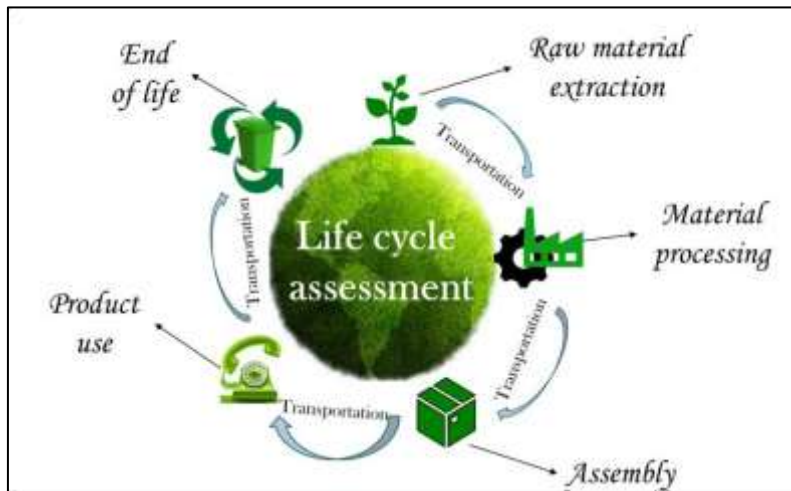 Raw material
extraction
Transportation
Material
processing
Transportation
Assembly
Transportation
Product
use
Transportation
End
of life
Life cycle
assessment